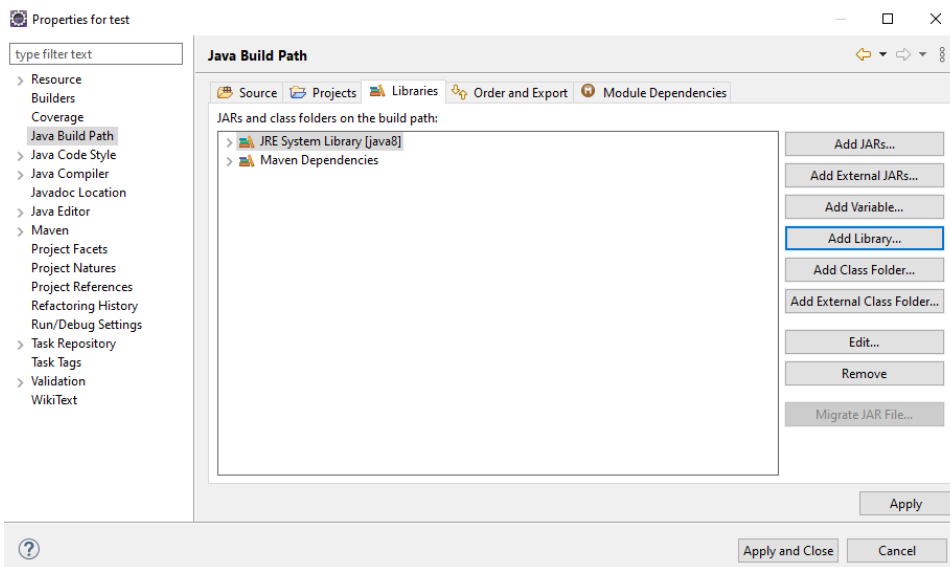 Properties for test
type filter text
Resource
Builders
Coverage
Java Build Path
Java Code Style
Java Compiler
Javadoc Location
Java Editor
Maven
Project Facets
Project Natures
Project References
Refactoring History
Run/Debug Settings
Task Repository
Task Tags
Validation
WikiText
Java Build Path
Source Projects Libraries Order and Export Module Dependencies
JARs and class folders on the build path:
JRE System Library [java8]
Maven Dependencies
Add JARs...
Add External JARs...
Add Variable...
Add Library...
Add Class Folder...
Add External Class Folder...
Edit...
Remove
Migrate JAR File...
Apply
Apply and Close Cancel